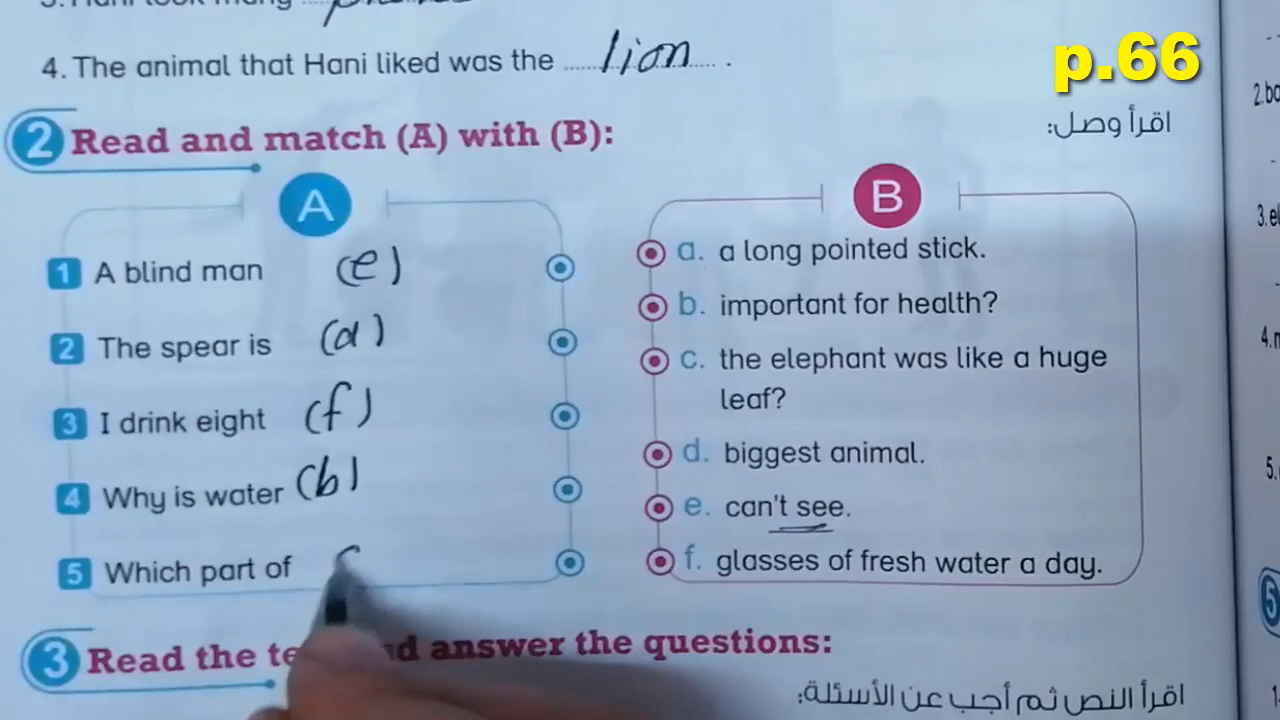 4. The animal that Hani liked was the lion .
p.66
2 Read and match (A) with (B):
اقرأ وصل:
A
1 A blind man (e)
2 The spear is (a)
3 I drink eight (f)
4 Why is water (b)
5 Which part of
B
a. a long pointed stick.
b. important for health?
c. the elephant was like a huge
leaf?
d. biggest animal.
e. can't see.
f. glasses of fresh water a day.
3 Read the answer the questions:
اقرأ النص ثم أجب عن الأسئلة: